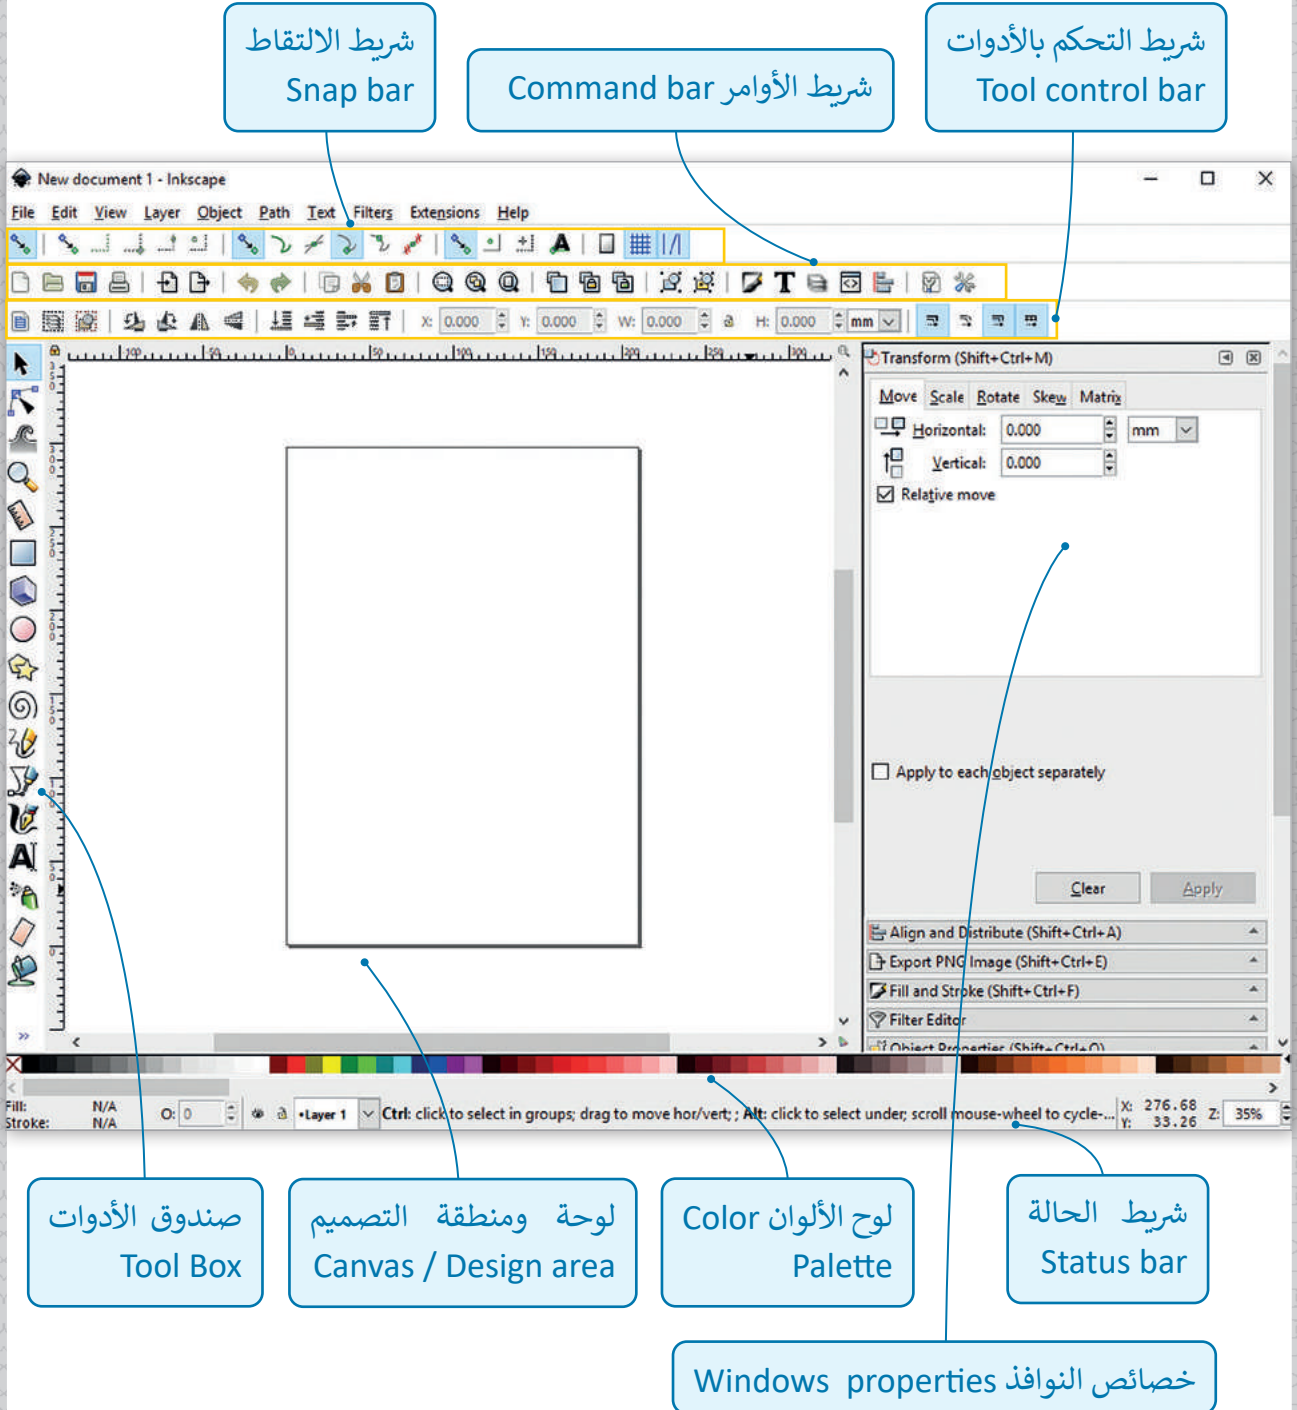 شريط الالتقاط
Snap bar
شريط الأوامر Command bar
شريط التحكم بالأدوات
Tool control bar
New document 1 - Inkscape
File Edit View Layer Object Path Text Filters Extensions Help
X: 0.000 Y: 0.000 W: 0.000 H: 0.000 mm
Transform (Shift+Ctrl+M)
Move Scale Rotate Skew Matrix
Horizontal: 0.000 mm
Vertical: 0.000
Relative move
Apply to each object separately
Clear Apply
Align and Distribute (Shift+Ctrl+A)
Export PNG Image (Shift+Ctrl+E)
Fill and Stroke (Shift+Ctrl+F)
Filter Editor
Object Properties (Shift+Ctrl+O)
Fill: N/A
Stroke: N/A
O: 0
•Layer 1
Ctrl: click to select in groups; drag to move hor/vert; ; Alt: click to select under; scroll mouse-wheel to cycle-...
X: 276.68
Y: 33.26
Z: 35%
صندوق الأدوات
Tool Box
لوحة ومنطقة التصميم
Canvas / Design area
لوح الألوان Color
Palette
شريط الحالة
Status bar
خصائص النوافذ Windows properties